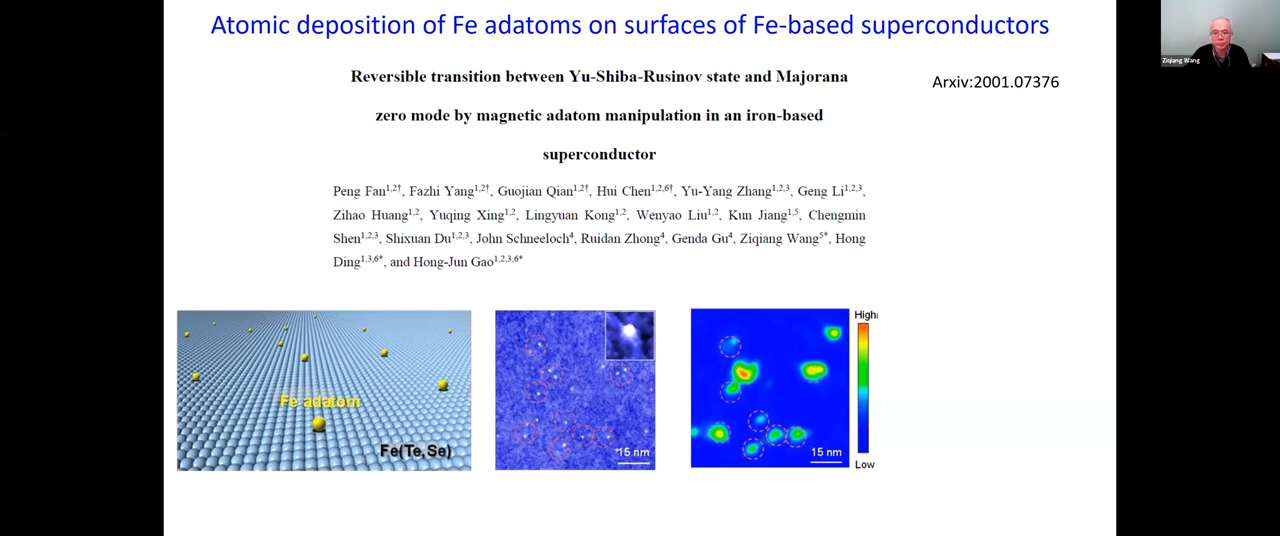 Atomic deposition of Fe adatoms on surfaces of Fe-based superconductors
Ziqiang Wang
Reversible transition between Yu-Shiba-Rusinov state and Majorana
zero mode by magnetic adatom manipulation in an iron-based
superconductor
Arxiv:2001.07376
Peng Fan1,2†, Fazhi Yang1,2†, Guojian Qian1,2†, Hui Chen1,2,6†, Yu-Yang Zhang1,2,3, Geng Li1,2,3,
Zihao Huang1,2, Yuqing Xing1,2, Lingyuan Kong1,2, Wenyao Liu1,2, Kun Jiang1,5, Chengmin
Shen1,2,3, Shixuan Du1,2,3, John Schneeloch4, Ruidan Zhong4, Genda Gu4, Ziqiang Wang5*, Hong
Ding1,3,6*, and Hong-Jun Gao1,2,3,6*
Fe adatom
Fe(Te,Se)
15 nm
15 nm
High
Low